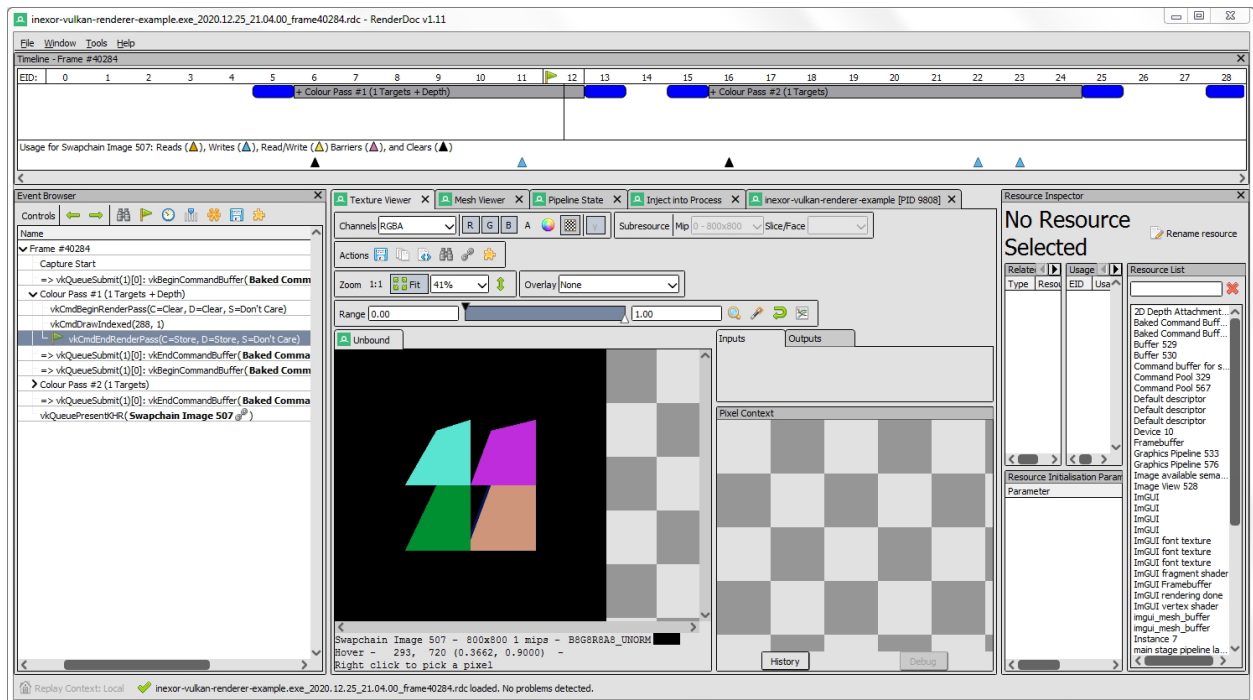 inexor-vulkan-renderer-example.exe_2020.12.25_21.04.00_frame40284.rdc - RenderDoc v1.11
File Window Tools Help
Timeline - Frame #40284
EID: 0 1 2 3 4 5 6 7 8 9 10 11 12 13 14 15 16 17 18 19 20 21 22 23 24 25 26 27 28
+ Colour Pass #1 (1 Targets + Depth)
+ Colour Pass #2 (1 Targets)
Usage for Swapchain Image 507: Reads (▲), Writes (▲), Read/Write (▲) Barriers (▲), and Clears (▲)
Event Browser
Controls
Name
Frame #40284
Capture Start
=> vkQueueSubmit(1)[0]: vkBeginCommandBuffer(Baked Comm
Colour Pass #1 (1 Targets + Depth)
vkCmdBeginRenderPass(C=Clear, D=Clear, S=Don't Care)
vkCmdDrawIndexed(288, 1)
vkCmdEndRenderPass(C=Store, D=Store, S=Don't Care)
=> vkQueueSubmit(1)[0]: vkEndCommandBuffer(Baked Comma
=> vkQueueSubmit(1)[0]: vkBeginCommandBuffer(Baked Comm
Colour Pass #2 (1 Targets)
=> vkQueueSubmit(1)[0]: vkEndCommandBuffer(Baked Comma
vkQueuePresentKHR(Swapchain Image 507)
Texture Viewer X Mesh Viewer X Pipeline State X Inject into Process X inexor-vulkan-renderer-example [PID 9808] X
Channels RGBA R G B A γ Subresource Mip 0 - 800x800 Slice/Face
Actions
Zoom 1:1 Fit 41% Overlay None
Range 0.00 1.00
Unbound
Swapchain Image 507 - 800x800 1 mips - B8G8R8A8_UNORM
Hover - 293, 720 (0.3662, 0.9000) -
Right click to pick a pixel
Inputs Outputs
Pixel Context
History Debug
Resource Inspector
No Resource
Selected
Rename resource
Relate Usage
Type Resou EID Usa
Resource Initialisation Param
Parameter
Resource List
2D Depth Attachment...
Baked Command Buff...
Baked Command Buff...
Buffer 529
Buffer 530
Command buffer for s...
Command Pool 329
Command Pool 567
Default descriptor
Default descriptor
Default descriptor
Device 10
Framebuffer
Graphics Pipeline 533
Graphics Pipeline 576
Image available sema...
Image View 528
ImGUI
ImGUI
ImGUI
ImGUI
ImGUI font texture
ImGUI font texture
ImGUI font texture
ImGUI fragment shader
ImGUI Framebuffer
ImGUI rendering done
ImGUI vertex shader
imgui_mesh_buffer
imgui_mesh_buffer
Instance 7
main stage pipeline la...
Replay Context: Local inexor-vulkan-renderer-example.exe_2020.12.25_21.04.00_frame40284.rdc loaded. No problems detected.